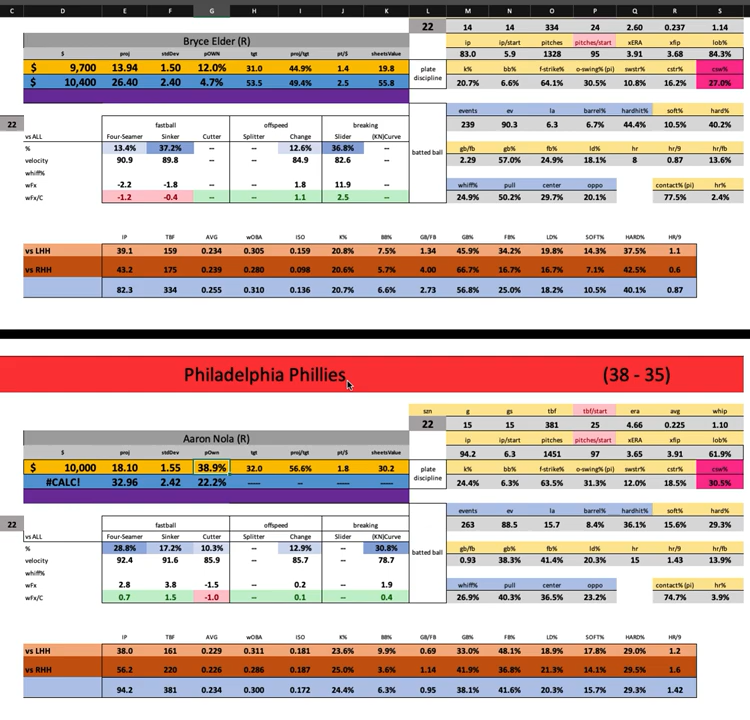 C D E F G H I J K L M N O P Q R S
22 14 14 334 24 2.60 0.237 1.14
Bryce Elder (R) ip ip/start pitches pitches/start xERA xfip lob%
83.0 5.9 1328 95 3.91 3.68 84.3%
$ proj stdDev pOWN tgt proj/tgt pt/$ sheetsValue
$ 9,700 13.94 1.50 12.0% 31.0 44.9% 1.4 19.8 plate discipline k% bb% f-strike% o-swing% (pi) swstr% cstr% csw%
$ 10,400 26.40 2.40 4.7% 53.5 49.4% 2.5 55.8 20.7% 6.6% 64.1% 30.5% 10.8% 16.2% 27.0%
events ev la barrel% hardhit% soft% hard%
22 fastball offspeed breaking 239 90.3 6.3 6.7% 44.4% 10.5% 40.2%
vs ALL Four-Seamer Sinker Cutter Splitter Change Slider (KN)Curve
% 13.4% 37.2% -- -- 12.6% 36.8% -- batted ball gb/fb gb% fb% ld% hr hr/9 hr/fb
velocity 90.9 89.8 -- -- 84.9 82.6 -- 2.29 57.0% 24.9% 18.1% 8 0.87 13.6%
whiff%
wFx -2.2 -1.8 1.8 11.9 whiff% pull center oppo contact% (pi) hr%
wFx/C -1.2 -0.4 -- -- 1.1 2.5 -- 24.9% 50.2% 29.7% 20.1% 77.5% 2.4%
IP TBF AVG wOBA ISO K% BB% GB/FB GB% FB% LD% SOFT% HARD% HR/9
vs LHH 39.1 159 0.234 0.305 0.159 20.8% 7.5% 1.34 45.9% 34.2% 19.8% 14.3% 37.5% 1.1
vs RHH 43.2 175 0.239 0.280 0.098 20.6% 5.7% 4.00 66.7% 16.7% 16.7% 7.1% 42.5% 0.6
82.3 334 0.255 0.310 0.136 20.7% 6.6% 2.73 56.8% 25.0% 18.2% 10.5% 40.1% 0.87
Philadelphia Phillies (38 - 35)
szn g gs tbf tbf/start era avg whip
22 15 15 381 25 4.66 0.225 1.10
Aaron Nola (R) ip ip/start pitches pitches/start xERA xfip lob%
$ proj stdDev pOwn tgt proj/tgt pt/$ sheetsValue 94.2 6.3 1451 97 3.65 3.91 61.9%
$ 10,000 18.10 1.55 38.9% 32.0 56.6% 1.8 30.2 plate discipline k% bb% f-strike% o-swing% (pi) swstr% cstr% csw%
#CALC! 32.96 2.42 22.2% ---- --- --- ---- 24.4% 6.3% 63.5% 31.3% 12.0% 18.5% 30.5%
events ev la barrel% hardhit% soft% hard%
22 fastball offspeed breaking 263 88.5 15.7 8.4% 36.1% 15.6% 29.3%
vs ALL Four-Seamer Sinker Cutter Splitter Change Slider (KN)Curve
% 28.8% 17.2% 10.3% -- 12.9% -- 30.8% batted ball gb/fb gb% fb% ld% hr hr/9 hr/fb
velocity 92.4 91.6 85.9 -- 85.7 -- 78.7 0.93 38.3% 41.4% 20.3% 15 1.43 13.9%
whiff%
wFx 2.8 3.8 -1.5 0.2 1.9 whiff% pull center oppo contact% (pi) hr%
wFx/C 0.7 1.5 -1.0 -- 0.1 -- 0.4 26.9% 40.3% 36.5% 23.2% 74.7% 3.9%
IP TBF AVG wOBA ISO K% BB% GB/FB GB% FB% LD% SOFT% HARD% HR/9
vs LHH 38.0 161 0.229 0.311 0.181 23.6% 9.9% 0.69 33.0% 48.1% 18.9% 17.8% 29.0% 1.2
vs RHH 56.2 220 0.226 0.286 0.187 25.0% 3.6% 1.14 41.9% 36.8% 21.3% 14.1% 29.5% 1.6
94.2 381 0.234 0.300 0.172 24.4% 6.3% 0.95 38.1% 41.6% 20.3% 15.7% 29.3% 1.42